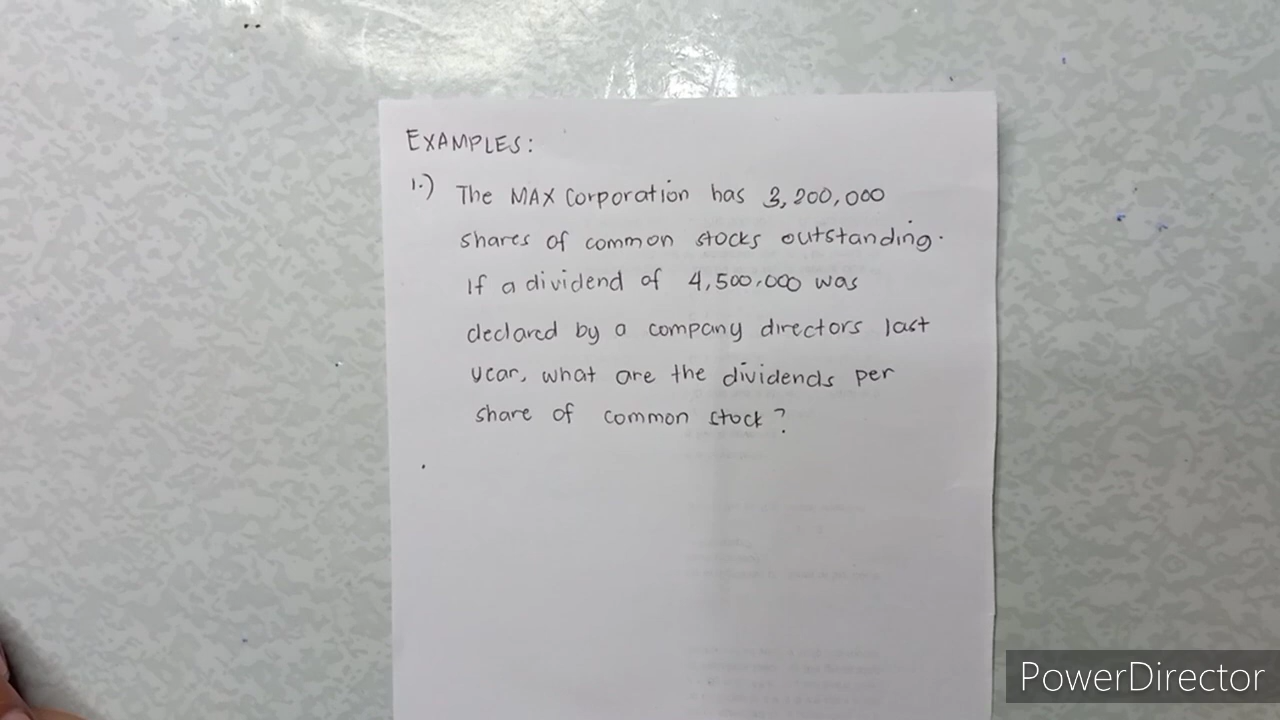 EXAMPLES:
1.) The MAX Corporation has 3,200,000
shares of common stocks outstanding.
If a dividend of 4,500,000 was
declared by a company directors last
year, what are the dividends per
share of common stock?
PowerDirector